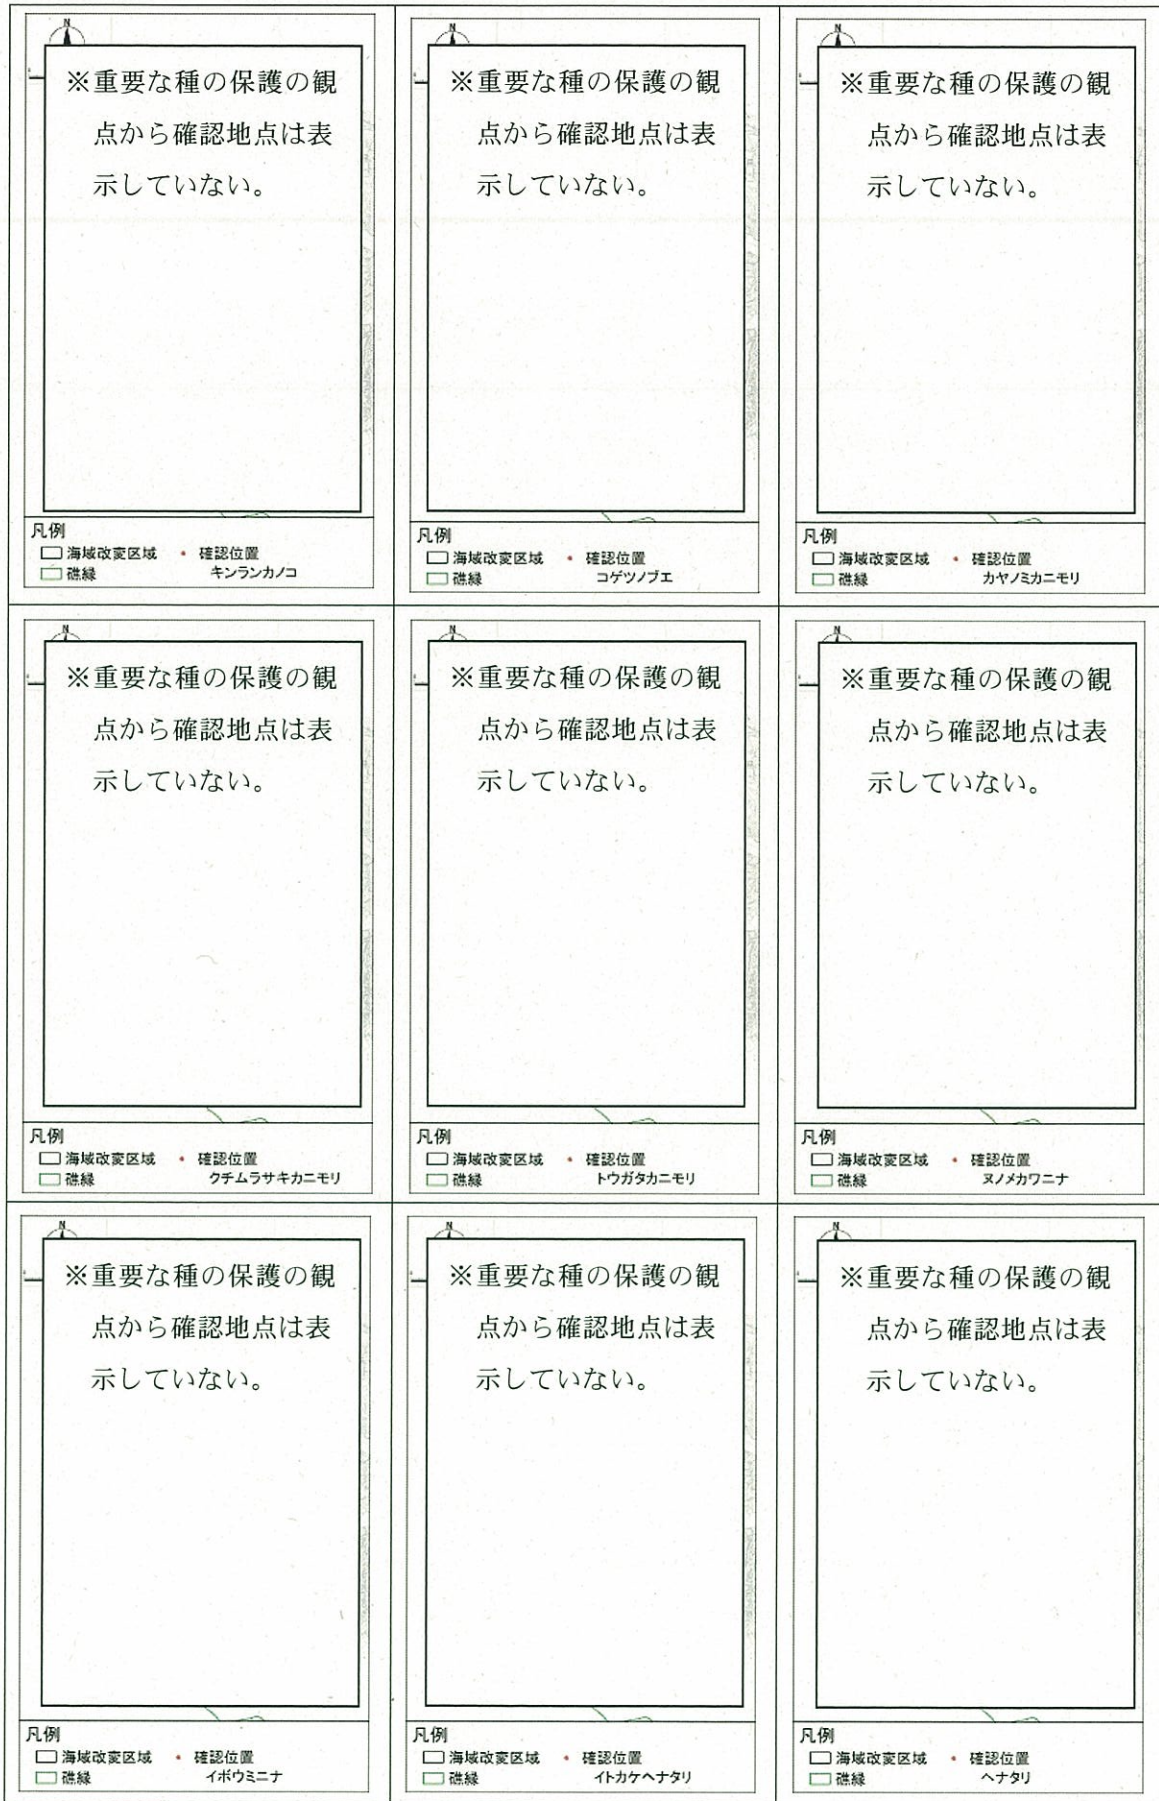 N
※重要な種の保護の観
点から確認地点は表
示していない。
凡例
海域改変区域 • 確認位置
礁縁 キンランカノコ
N
※重要な種の保護の観
点から確認地点は表
示していない。
凡例
海域改変区域 • 確認位置
礁縁 コゲツノブエ
N
※重要な種の保護の観
点から確認地点は表
示していない。
凡例
海域改変区域 • 確認位置
礁縁 カヤノミカニモリ
N
※重要な種の保護の観
点から確認地点は表
示していない。
凡例
海域改変区域 • 確認位置
礁縁 クチムラサキカニモリ
N
※重要な種の保護の観
点から確認地点は表
示していない。
凡例
海域改変区域 • 確認位置
礁縁 トウガタカニモリ
N
※重要な種の保護の観
点から確認地点は表
示していない。
凡例
海域改変区域 • 確認位置
礁縁 ヌノメカワニナ
N
※重要な種の保護の観
点から確認地点は表
示していない。
凡例
海域改変区域 • 確認位置
礁縁 イボウミニナ
N
※重要な種の保護の観
点から確認地点は表
示していない。
凡例
海域改変区域 • 確認位置
礁縁 イトカケヘナタリ
N
※重要な種の保護の観
点から確認地点は表
示していない。
凡例
海域改変区域 • 確認位置
礁縁 ヘナタリ